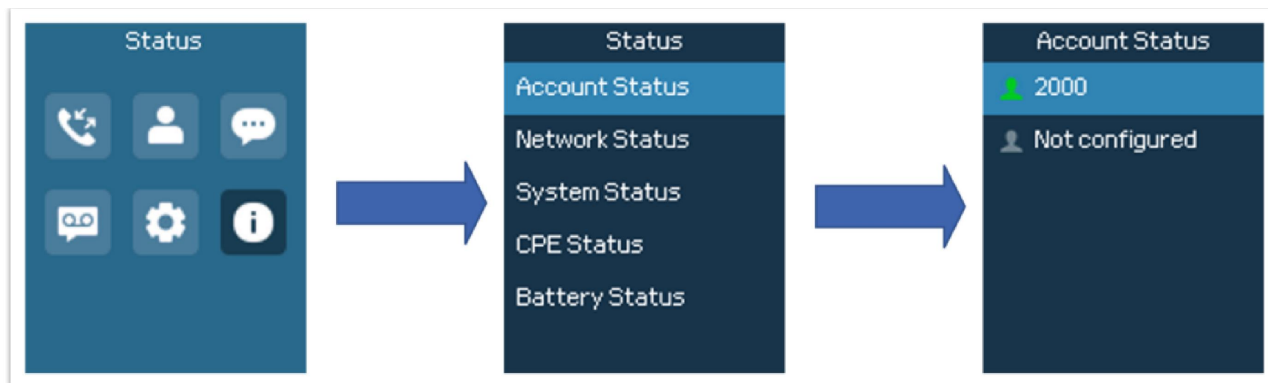 Status
Status
Account Status
Network Status
System Status
CPE Status
Battery Status
Account Status
2000
Not configured